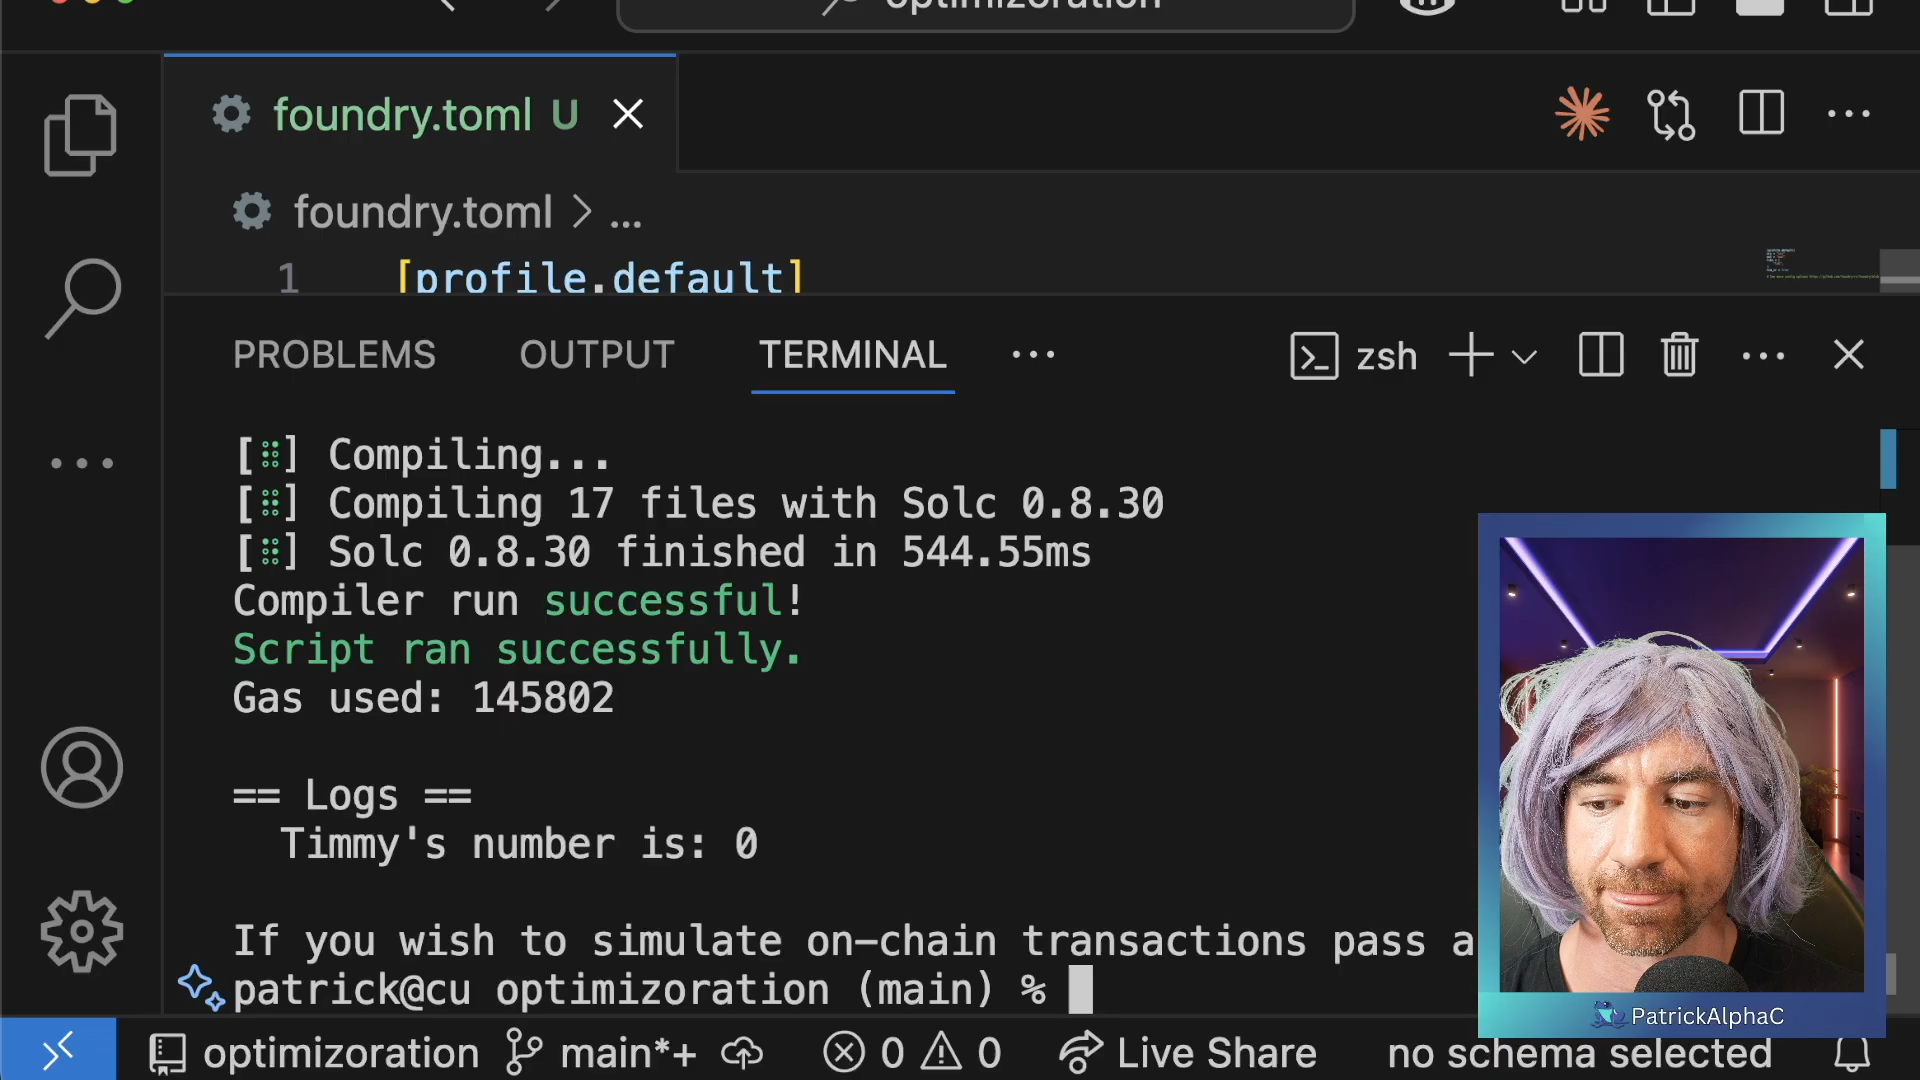 optimizoration
foundry.toml U
foundry.toml > ...
1 [profile.default]
PROBLEMS OUTPUT TERMINAL ... zsh
[⠿] Compiling...
[⠿] Compiling 17 files with Solc 0.8.30
[⠿] Solc 0.8.30 finished in 544.55ms
Compiler run successful!
Script ran successfully.
Gas used: 145802
== Logs ==
Timmy's number is: 0
If you wish to simulate on-chain transactions pass a
patrick@cu optimizoration (main) %
PatrickAlphaC
optimizoration main*+ 0 0 Live Share no schema selected